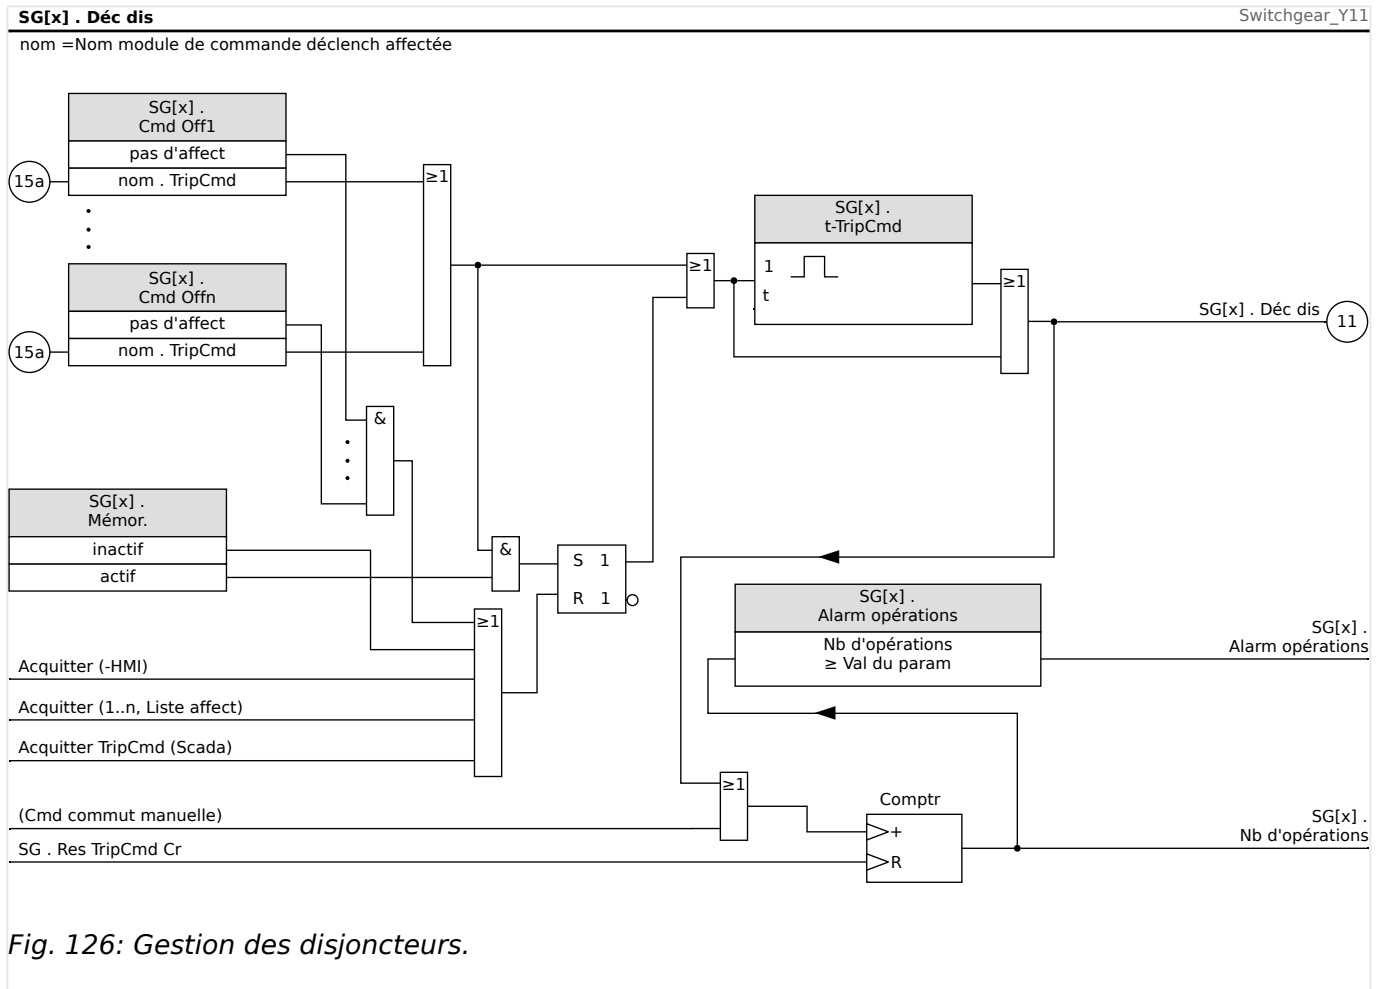 SG[x] . Déc dis
Switchgear_Y11
nom =Nom module de commande déclench affectée
SG[x] .
Cmd Off1
pas d'affect
15a
nom . TripCmd
≥1
SG[x] .
Cmd Offn
pas d'affect
15a
nom . TripCmd
≥1
SG[x] .
t-TripCmd
1
t
≥1
SG[x] . Déc dis
11
&
SG[x] .
Mémor.
inactif
actif
&
S 1
R 1
≥1
Acquitter (-HMI)
Acquitter (1..n, Liste affect)
Acquitter TripCmd (Scada)
SG[x] .
Alarm opérations
Nb d'opérations
≥ Val du param
SG[x] .
Alarm opérations
(Cmd commut manuelle)
SG . Res TripCmd Cr
≥1
Comptr
+
R
SG[x] .
Nb d'opérations
Fig. 126: Gestion des disjoncteurs.